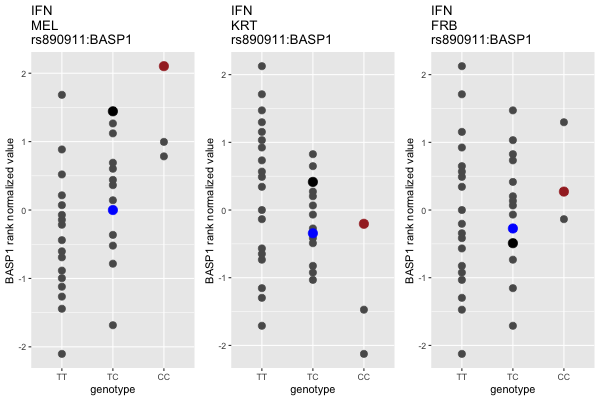 IFN
MEL
rs890911:BASP1
BASP1 rank normalized value
2
1
0
-1
-2
TT TC CC
genotype
IFN
KRT
rs890911:BASP1
BASP1 rank normalized value
2
1
0
-1
-2
TT TC CC
genotype
IFN
FRB
rs890911:BASP1
BASP1 rank normalized value
2
1
0
-1
-2
TT TC CC
genotype